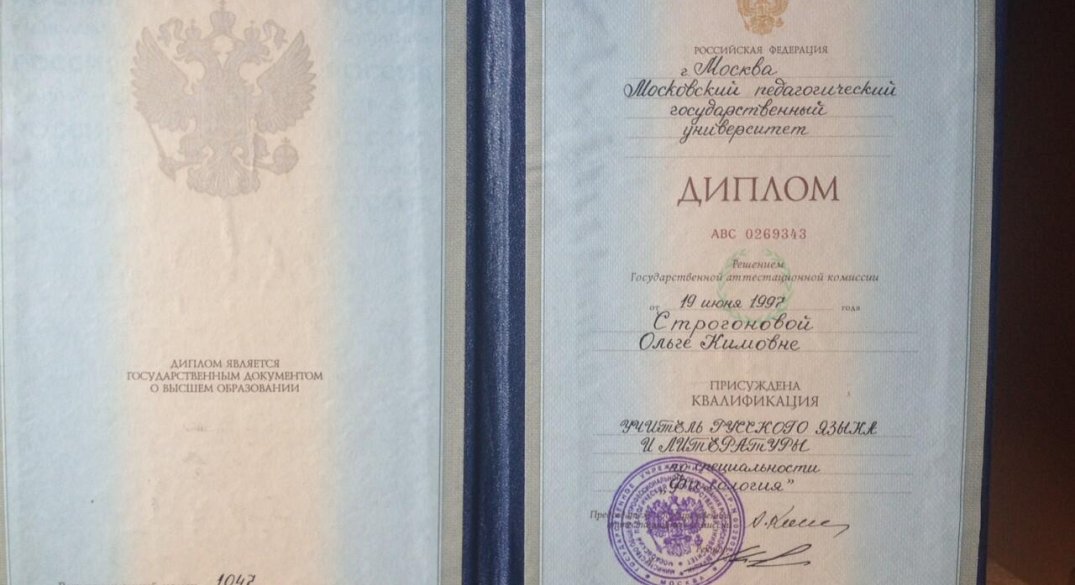 ДИПЛОМ ЯВЛЯЕТСЯ
ГОСУДАРСТВЕННЫМ ДОКУМЕНТОМ
О ВЫСШЕМ ОБРАЗОВАНИИ
1047
РОССИЙСКАЯ ФЕДЕРАЦИЯ
г. Москва
Московский педагогический
государственный
университет
ДИПЛОМ
АВС 0269343
Решением
Государственной аттестационной комиссии
от 19 июня 1997 года
Строгоновой
Ольге Кимовне
ПРИСУЖДЕНА
КВАЛИФИКАЦИЯ
УЧИТЕЛЬ РУССКОГО ЯЗЫКА
И ЛИТЕРАТУРЫ
по специальности
„Филология”
МОСКВА